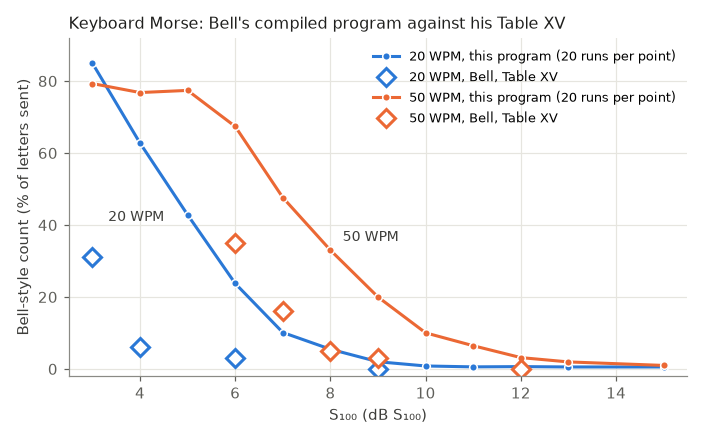 Keyboard Morse: Bell's compiled program against his Table XV
20 WPM, this program (20 runs per point)
20 WPM, Bell, Table XV
50 WPM, this program (20 runs per point)
50 WPM, Bell, Table XV
Bell-style count (% of letters sent)
80
60
40
20
0
20 WPM
50 WPM
4
6
8
10
12
14
S₁₀₀ (dB S₁₀₀)